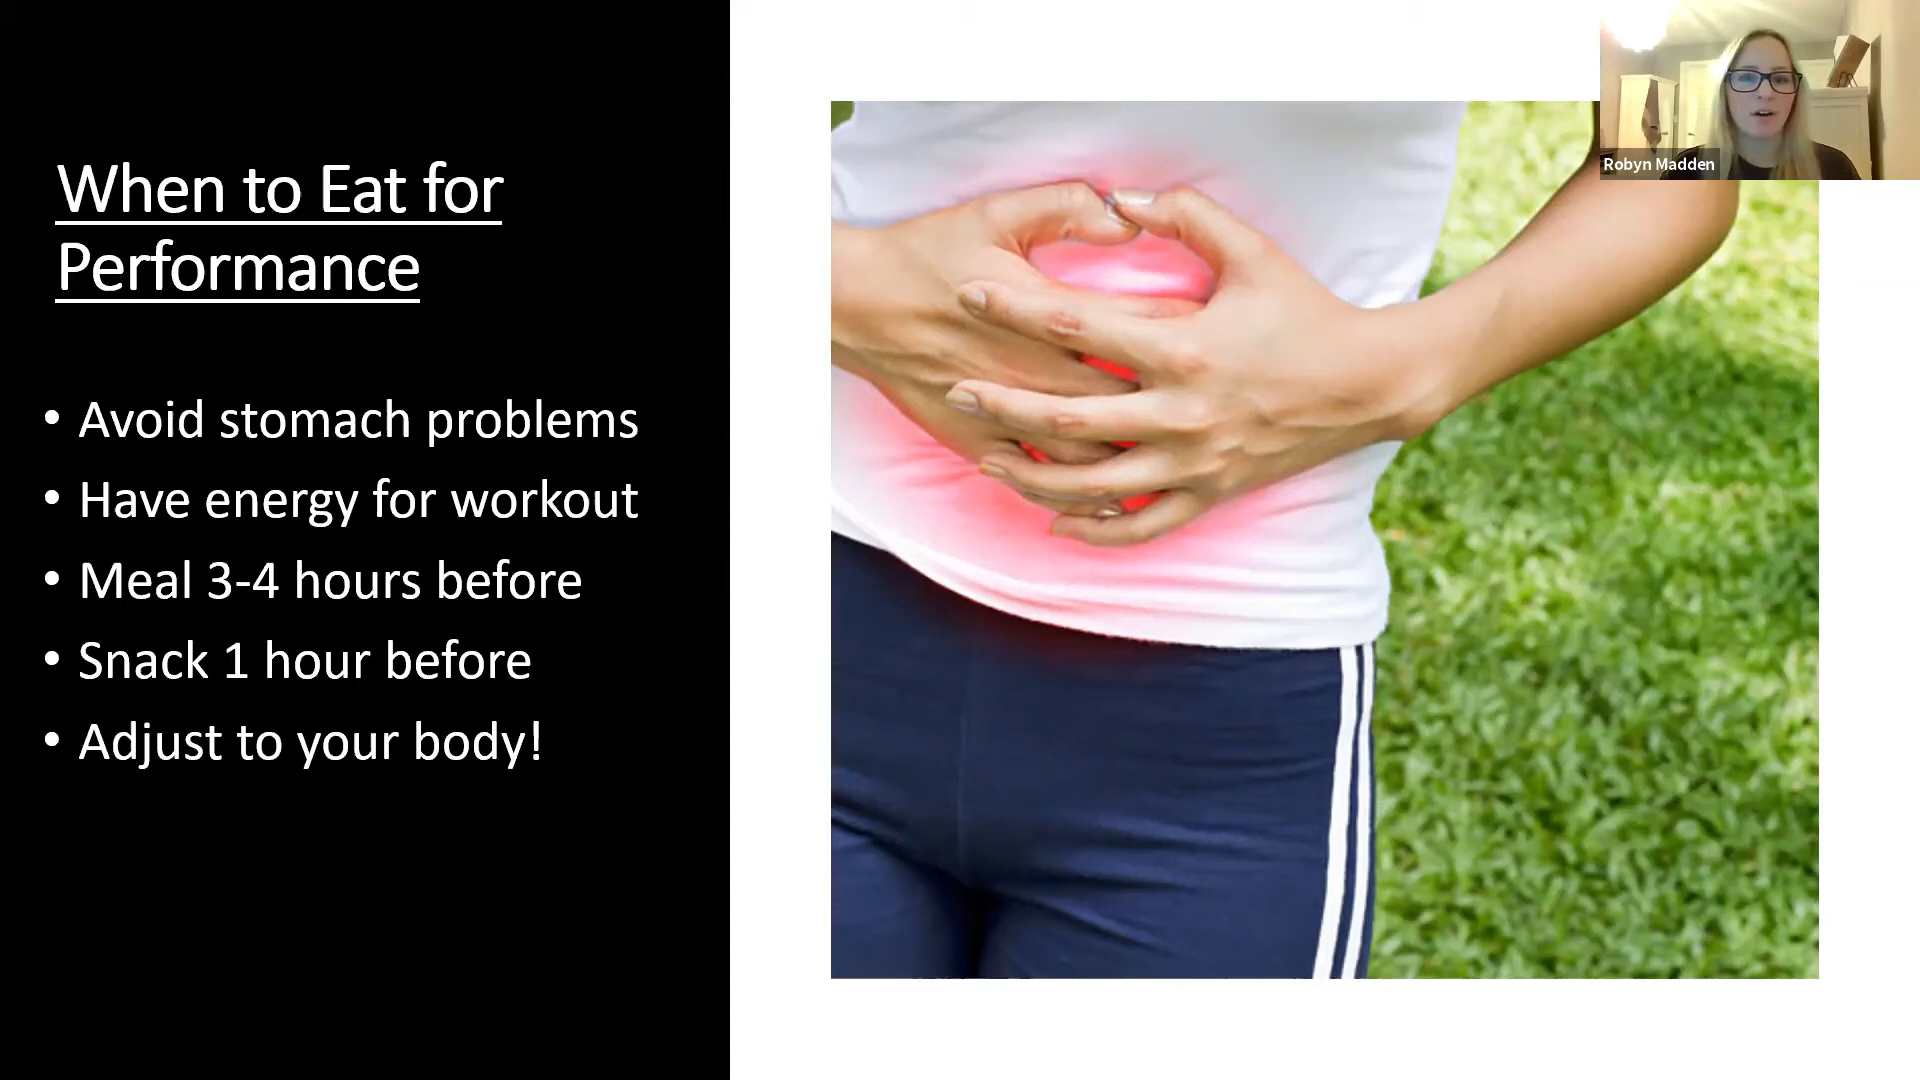 When to Eat for
Performance
• Avoid stomach problems
• Have energy for workout
• Meal 3-4 hours before
• Snack 1 hour before
• Adjust to your body!
Robyn Madden